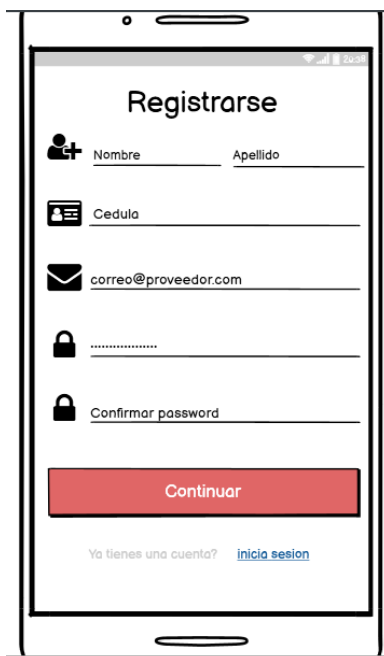 20:38
Registrarse
Nombre Apellido
Cedula
correo@proveedor.com
..................
Confirmar password
Continuar
Ya tienes una cuenta? inicia sesion